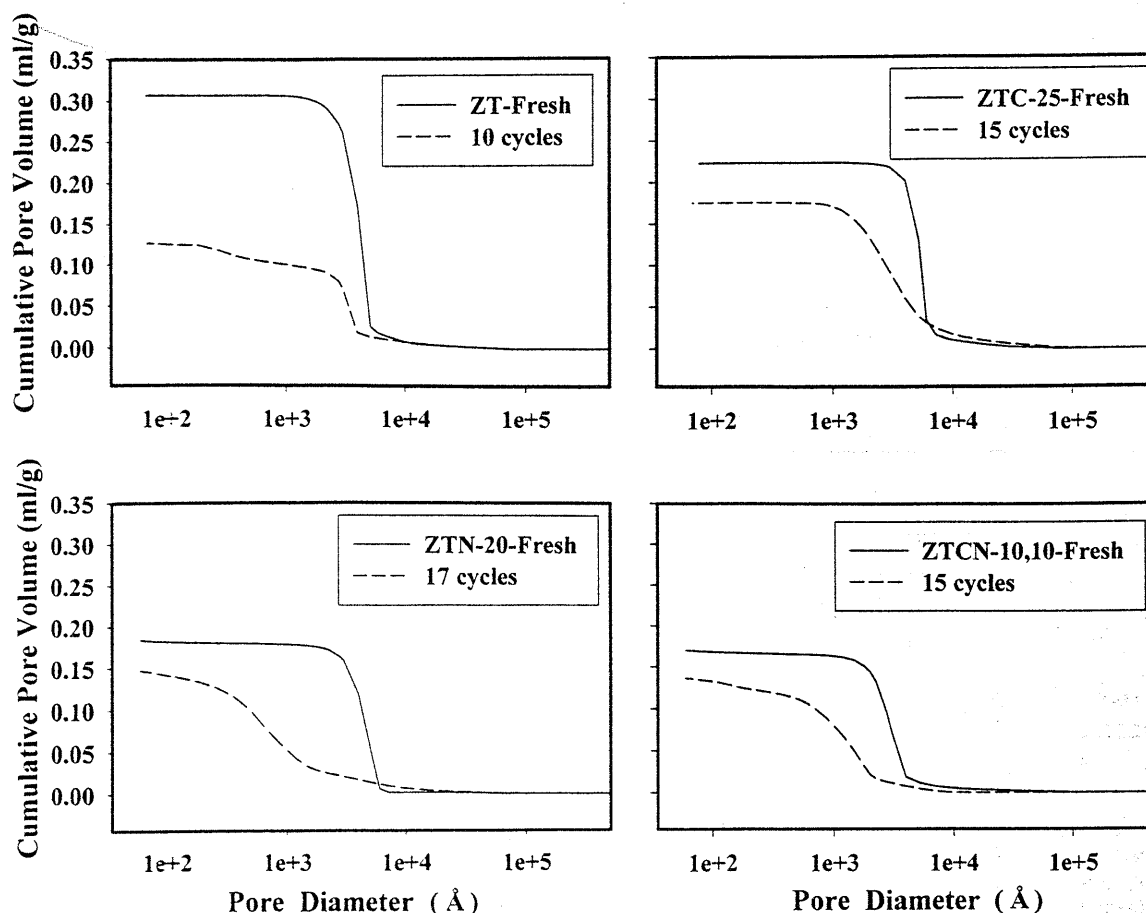 Cumulative Pore Volume (ml/g)
0.35
0.30
0.25
0.20
0.15
0.10
0.05
0.00
ZT-Fresh
10 cycles
1e+2 1e+3 1e+4 1e+5
ZTC-25-Fresh
15 cycles
1e+2 1e+3 1e+4 1e+5
Cumulative Pore Volume (ml/g)
0.35
0.30
0.25
0.20
0.15
0.10
0.05
0.00
ZTN-20-Fresh
17 cycles
1e+2 1e+3 1e+4 1e+5
Pore Diameter (Å)
ZTCN-10,10-Fresh
15 cycles
1e+2 1e+3 1e+4 1e+5
Pore Diameter (Å)